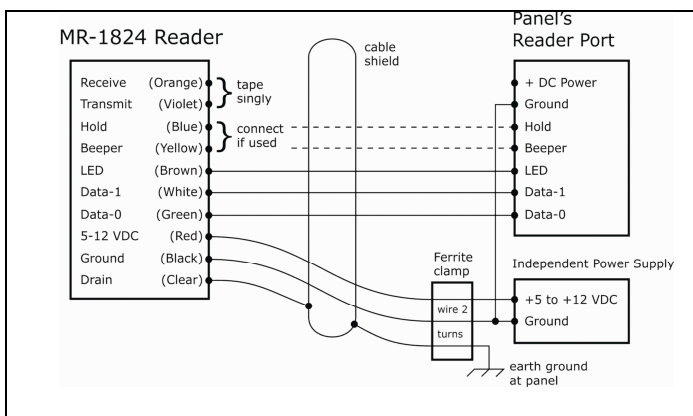 MR-1824 Reader
Receive (Orange)
Transmit (Violet)
tape
singly
Hold (Blue)
Beeper (Yellow)
connect
if used
LED (Brown)
Data-1 (White)
Data-0 (Green)
5-12 VDC (Red)
Ground (Black)
Drain (Clear)
cable
shield
Panel's
Reader Port
+ DC Power
Ground
Hold
Beeper
LED
Data-1
Data-0
Ferrite
clamp
wire 2
turns
Independent Power Supply
+5 to +12 VDC
Ground
earth ground
at panel